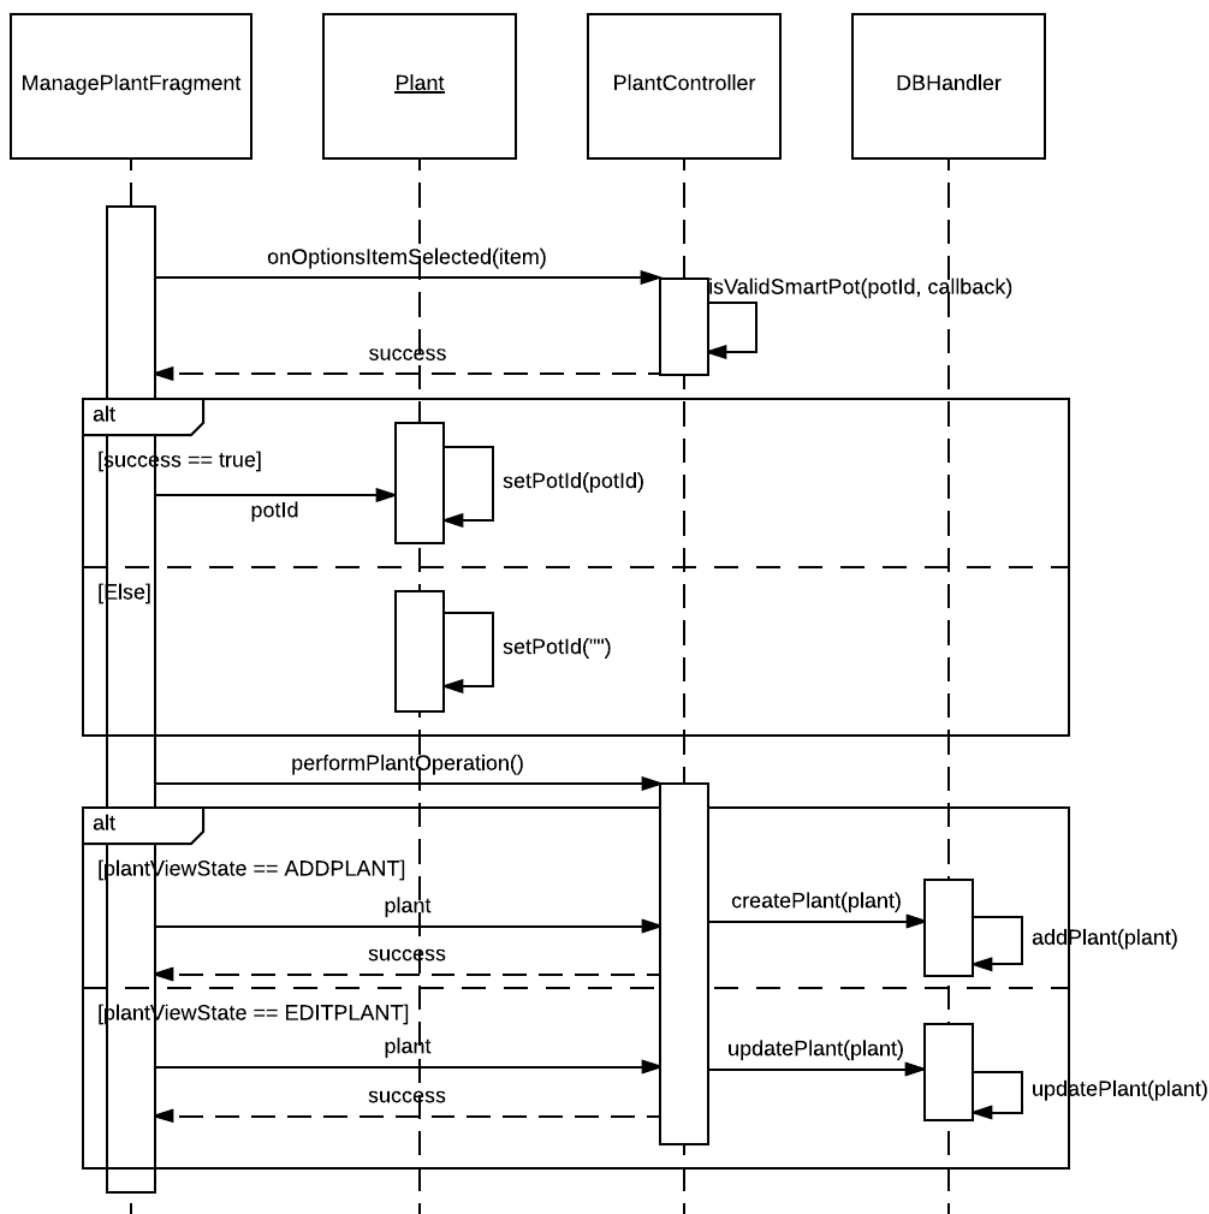 ManagePlantFragment
Plant
PlantController
DBHandler
onOptionsItemSelected(item)
isValidSmartPot(potId, callback)
success
alt
[success == true]
setPotId(potId)
potId
[Else]
setPotId("")
performPlantOperation()
alt
[plantViewState == ADDPLANT]
plant
createPlant(plant)
addPlant(plant)
success
[plantViewState == EDITPLANT]
plant
updatePlant(plant)
updatePlant(plant)
success